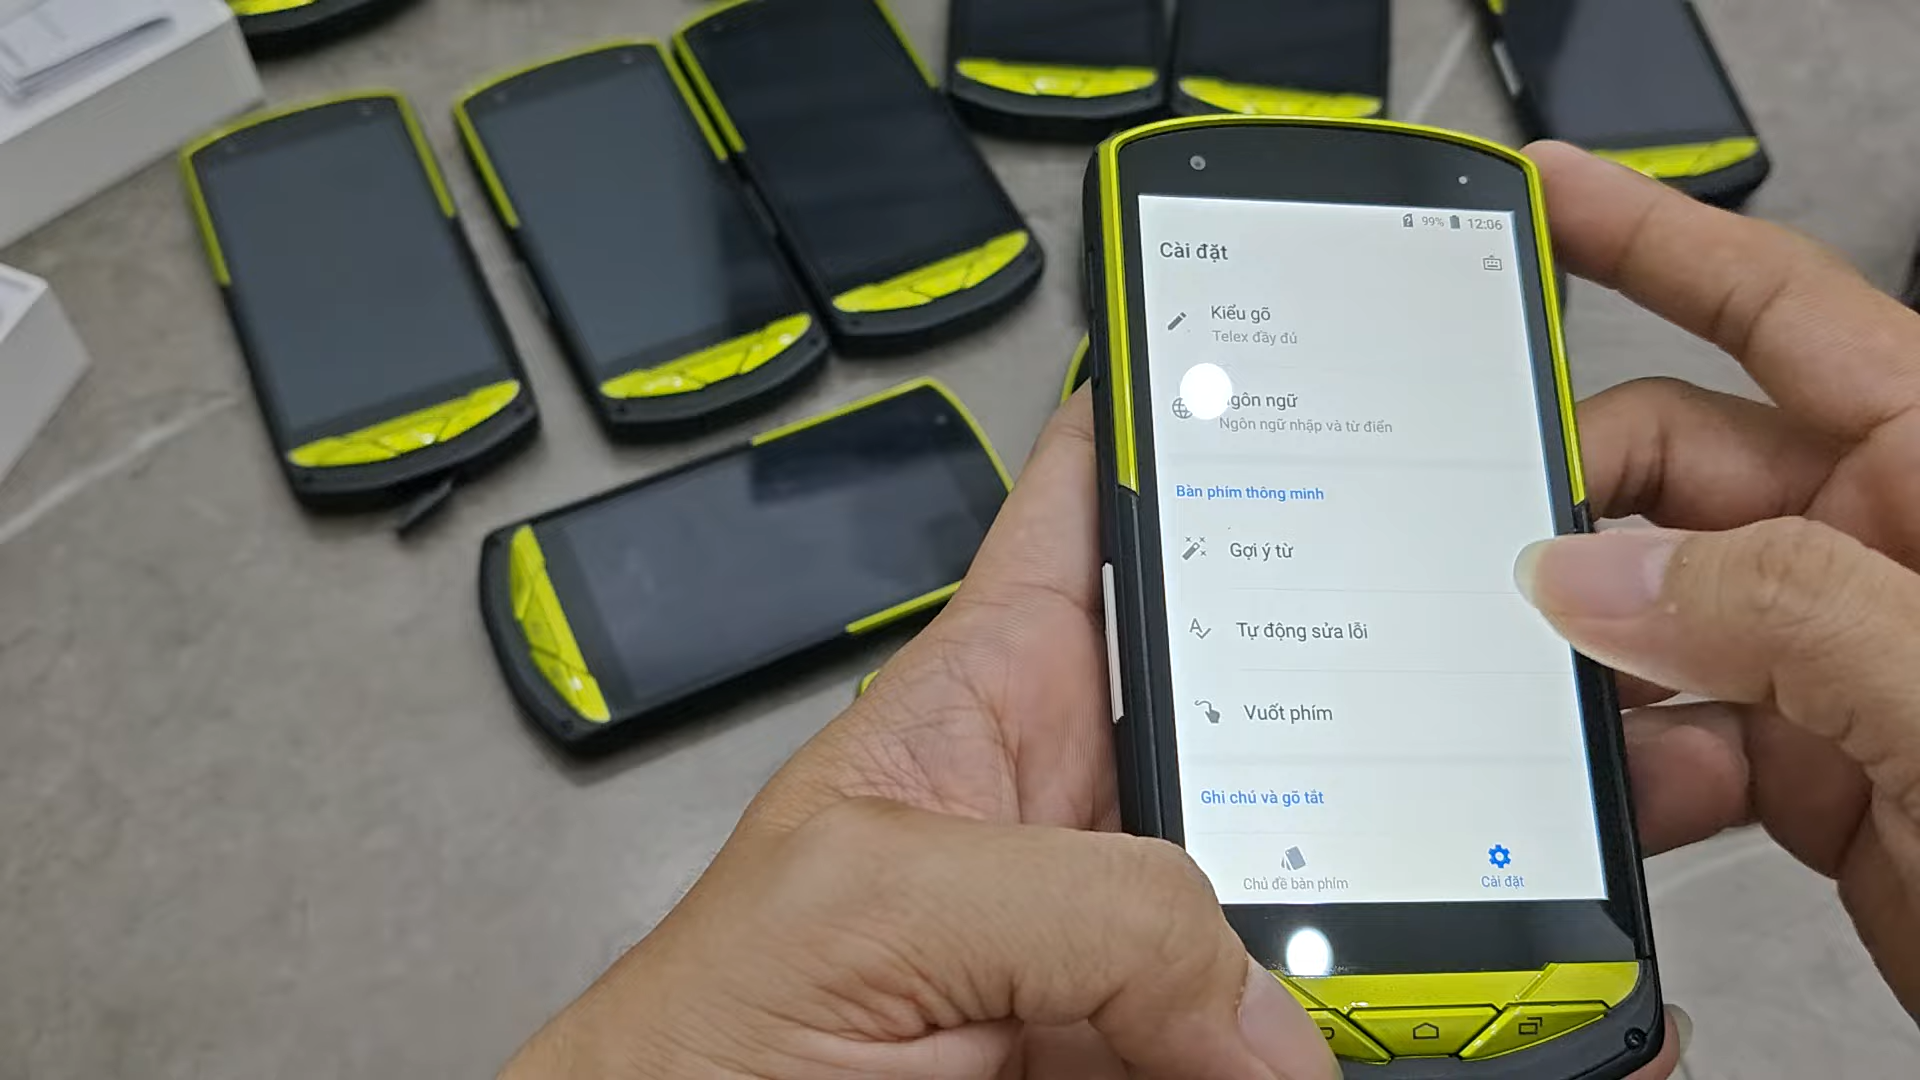 99% 12:06
Cài đặt
Kiểu gõ
Telex đầy đủ
gôn ngữ
Ngôn ngữ nhập và từ điển
Bàn phím thông minh
Gợi ý từ
Tự động sửa lỗi
Vuốt phím
Ghi chú và gõ tắt
Chủ đề bàn phím
Cài đặt